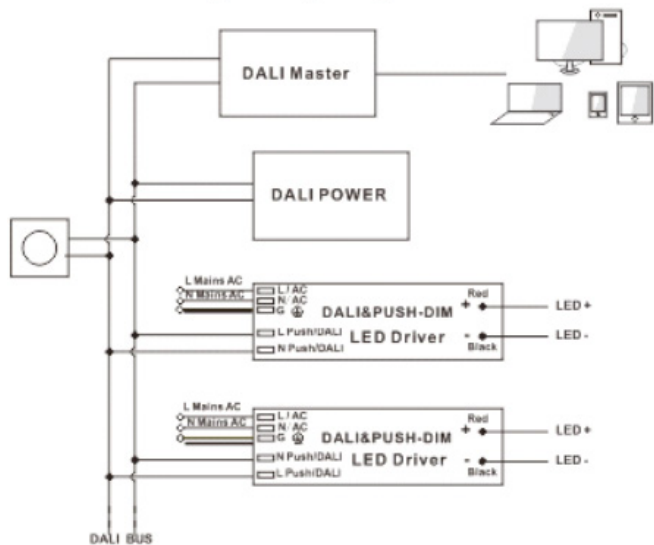 DALI Master
DALI POWER
L Mains AC
N Mains AC
L/AC
N/AC
G
L Push/DALI
N Push/DALI
DALI&PUSH-DIM
LED Driver
+ Red
- Black
LED+
LED-
L Mains AC
N Mains AC
L/AC
N/AC
G
N Push/DALI
L Push/DALI
DALI&PUSH-DIM
LED Driver
+ Red
- Black
LED+
LED-
DALI BUS